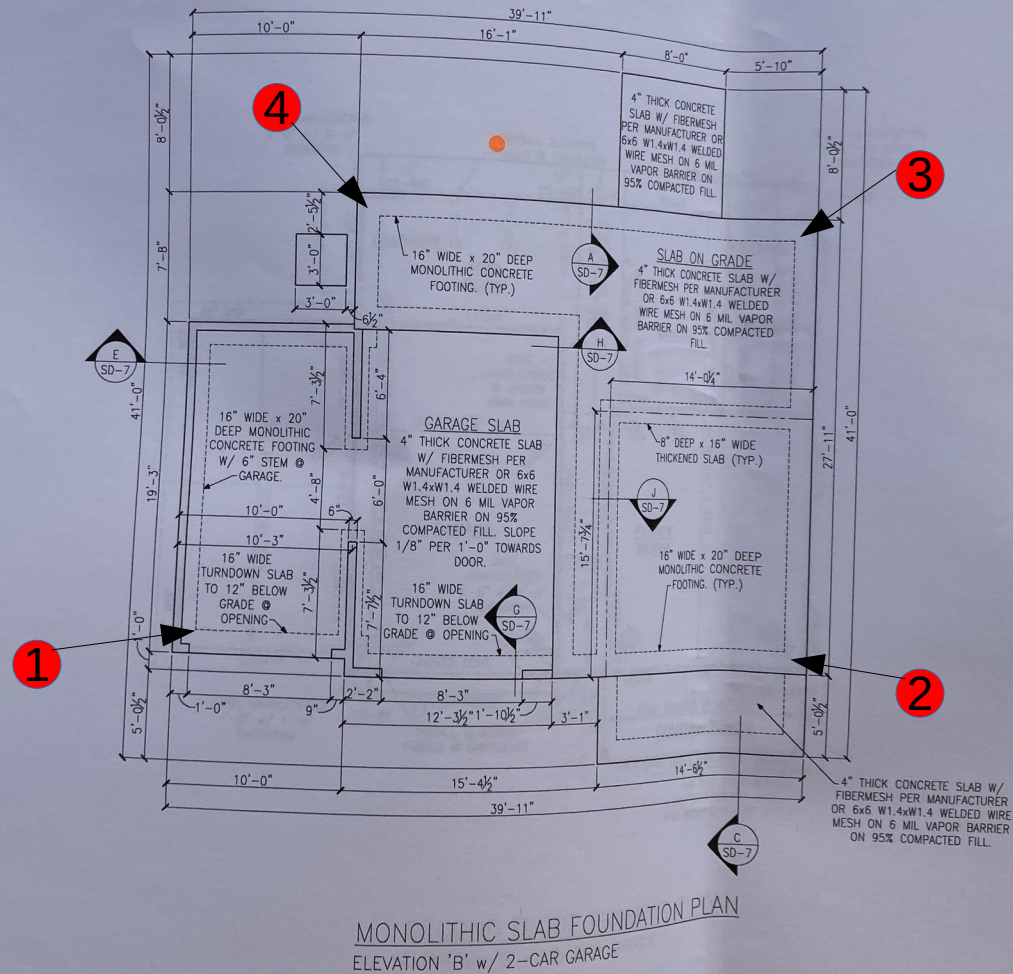 39'-11"
10'-0"
16'-1"
8'-0"
5'-10"
4
4" THICK CONCRETE
SLAB W/ FIBERMESH
PER MANUFACTURER OR
6x6 W1.4xW1.4 WELDED
WIRE MESH ON 6 MIL
VAPOR BARRIER ON
95% COMPACTED FILL.
8'-0½"
8'-0½"
3
2'-5½"
7'-8"
3'-0"
3'-0"
6½"
16" WIDE x 20" DEEP
MONOLITHIC CONCRETE
FOOTING. (TYP.)
A
SD-7
SLAB ON GRADE
4" THICK CONCRETE SLAB W/
FIBERMESH PER MANUFACTURER
OR 6x6 W1.4xW1.4 WELDED
WIRE MESH ON 6 MIL VAPOR
BARRIER ON 95% COMPACTED
FILL.
E
SD-7
H
SD-7
7'-3½"
6'-4"
14'-0¼"
41'-0"
41'-0"
27'-11"
19'-3"
16" WIDE x 20"
DEEP MONOLITHIC
CONCRETE FOOTING
W/ 6" STEM @
GARAGE.
GARAGE SLAB
4" THICK CONCRETE SLAB
W/ FIBERMESH PER
MANUFACTURER OR 6x6
W1.4xW1.4 WELDED WIRE
MESH ON 6 MIL VAPOR
BARRIER ON 95%
COMPACTED FILL. SLOPE
1/8" PER 1'-0" TOWARDS
DOOR.
8" DEEP x 16" WIDE
THICKENED SLAB (TYP.)
4'-8"
6'-0"
J
SD-7
10'-0"
6"
10'-3"
15'-7¾"
16" WIDE
TURNDOWN SLAB
TO 12" BELOW
GRADE @
OPENING
7'-3½"
7'-7½"
16" WIDE
TURNDOWN SLAB
TO 12" BELOW
GRADE @ OPENING
G
SD-7
16" WIDE x 20" DEEP
MONOLITHIC CONCRETE
FOOTING. (TYP.)
1
1'-0"
2
5'-0½"
1'-0"
8'-3"
9"
2'-2"
8'-3"
12'-3½"
1'-10½"
3'-1"
5'-0½"
10'-0"
15'-4½"
14'-6½"
39'-11"
4" THICK CONCRETE SLAB W/
FIBERMESH PER MANUFACTURER
OR 6x6 W1.4xW1.4 WELDED WIRE
MESH ON 6 MIL VAPOR BARRIER
ON 95% COMPACTED FILL.
C
SD-7
MONOLITHIC SLAB FOUNDATION PLAN
ELEVATION 'B' w/ 2-CAR GARAGE